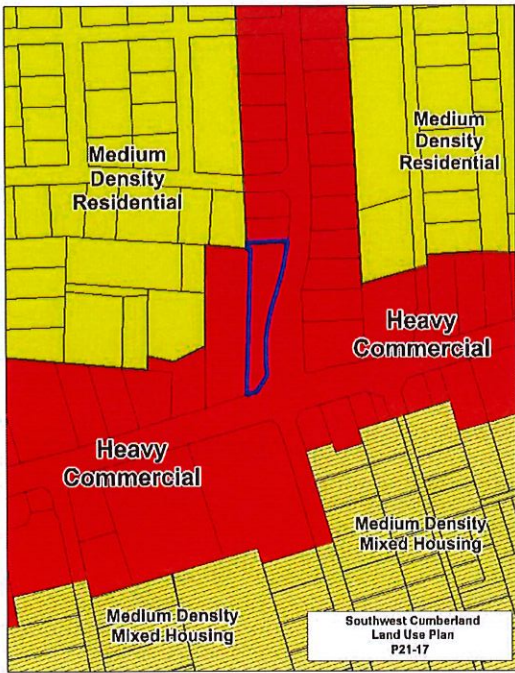 Medium
Density
Residential
Medium
Density
Residential
Heavy
Commercial
Heavy
Commercial
Medium Density
Mixed Housing
Medium Density
Mixed Housing
Southwest Cumberland
Land Use Plan
P21-17